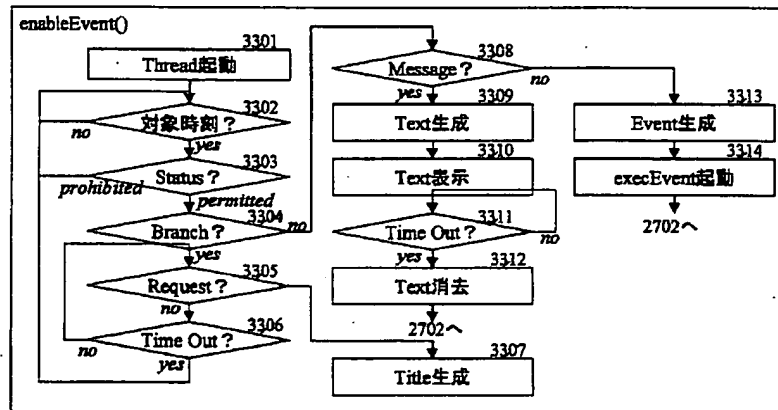 enableEvent()
3301
Thread起動
3302
対象時刻？
no
yes
3303
Status？
prohibited
permitted
3304
Branch？
no
yes
3305
Request？
no
3306
Time Out？
no
yes
3308
Message？
yes
no
3309
Text生成
3310
Text表示
3311
Time Out？
no
yes
3312
Text消去
2702へ
3307
Title生成
3313
Event生成
3314
execEvent起動
2702へ